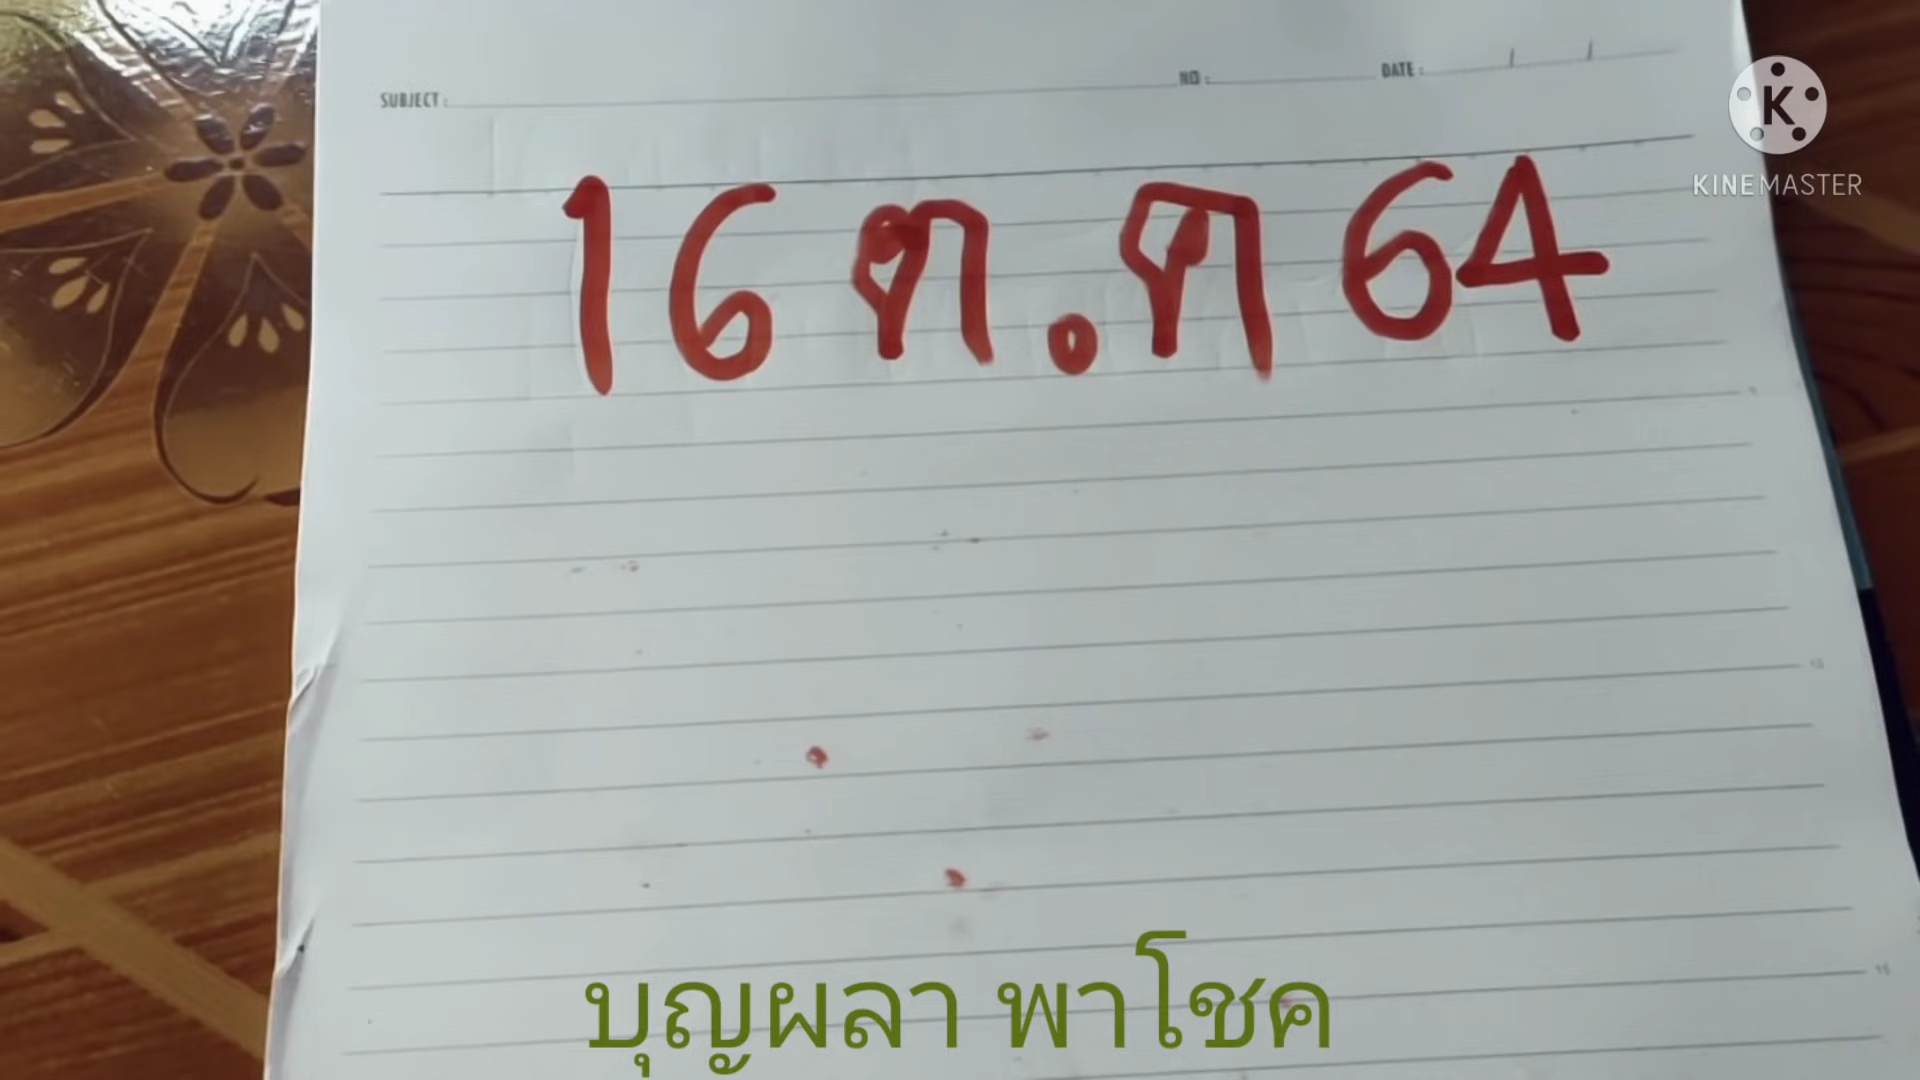 SUBJECT :
NO :
DATE : / /
16 ต.ค 64
K
KINEMASTER
บุญผลา พาโชค